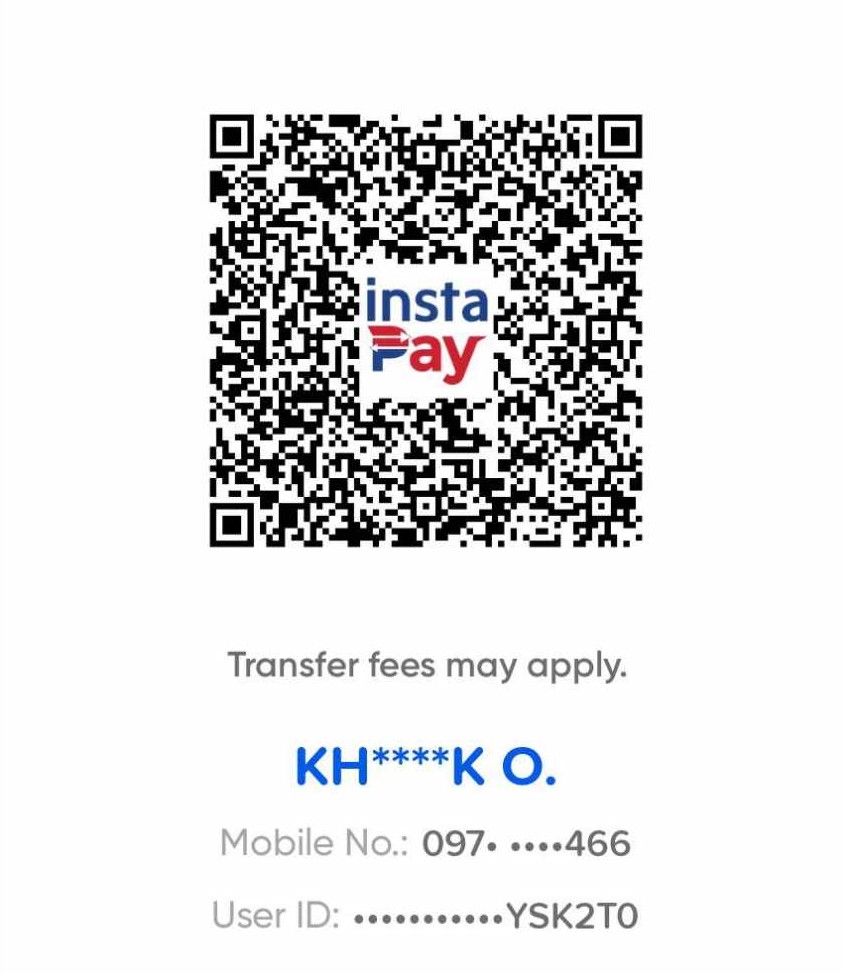 insta
Pay
Transfer fees may apply.
KH****K O.
Mobile No.: 097• ••••466
User ID: •••••••••••YSK2T0